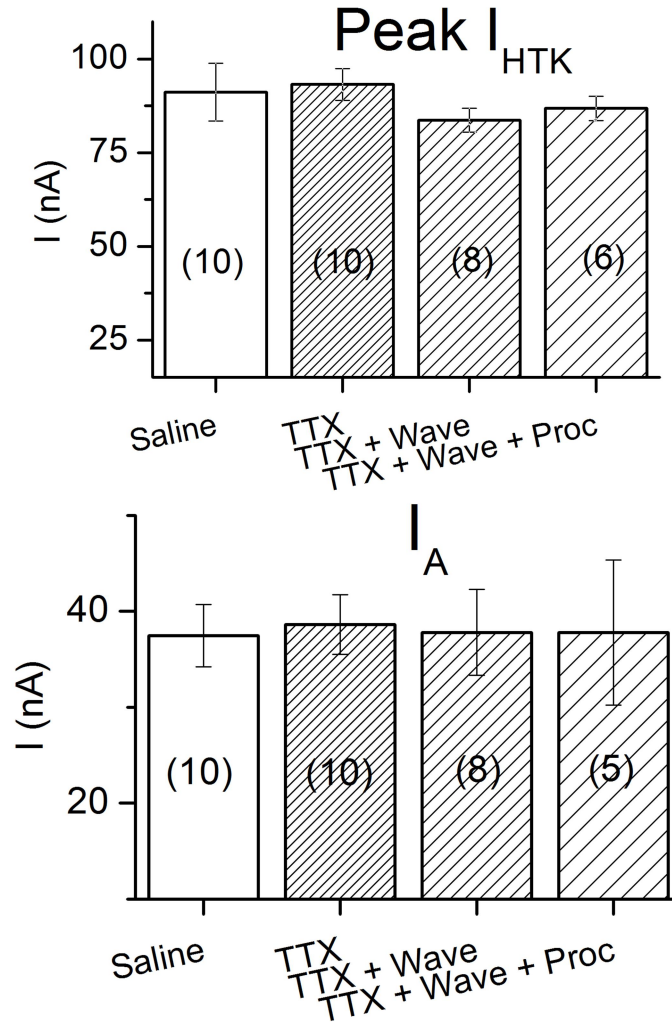 Peak I HTK
100
75
50
25
I (nA)
(10)
(10)
(8)
(6)
Saline
TTX
TTX + Wave
TTX + Wave + Proc
I A
40
20
I (nA)
(10)
(10)
(8)
(5)
Saline
TTX
TTX + Wave
TTX + Wave + Proc